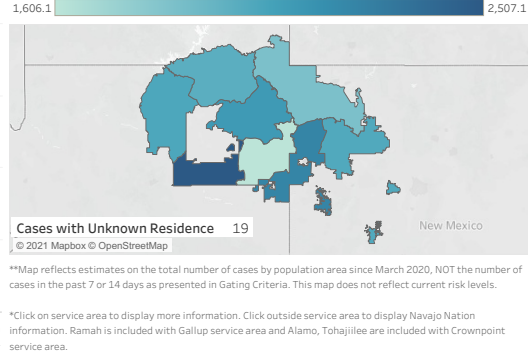 1,606.1
2,507.1
New Mexico
Cases with Unknown Residence 19
© 2021 Mapbox © OpenStreetMap
**Map reflects estimates on the total number of cases by population area since March 2020, NOT the number of
cases in the past 7 or 14 days as presented in Gating Criteria. This map does not reflect current risk levels.
*Click on service area to display more information. Click outside service area to display Navajo Nation
information. Ramah is included with Gallup service area and Alamo, Tohajiilee are included with Crownpoint
service area.